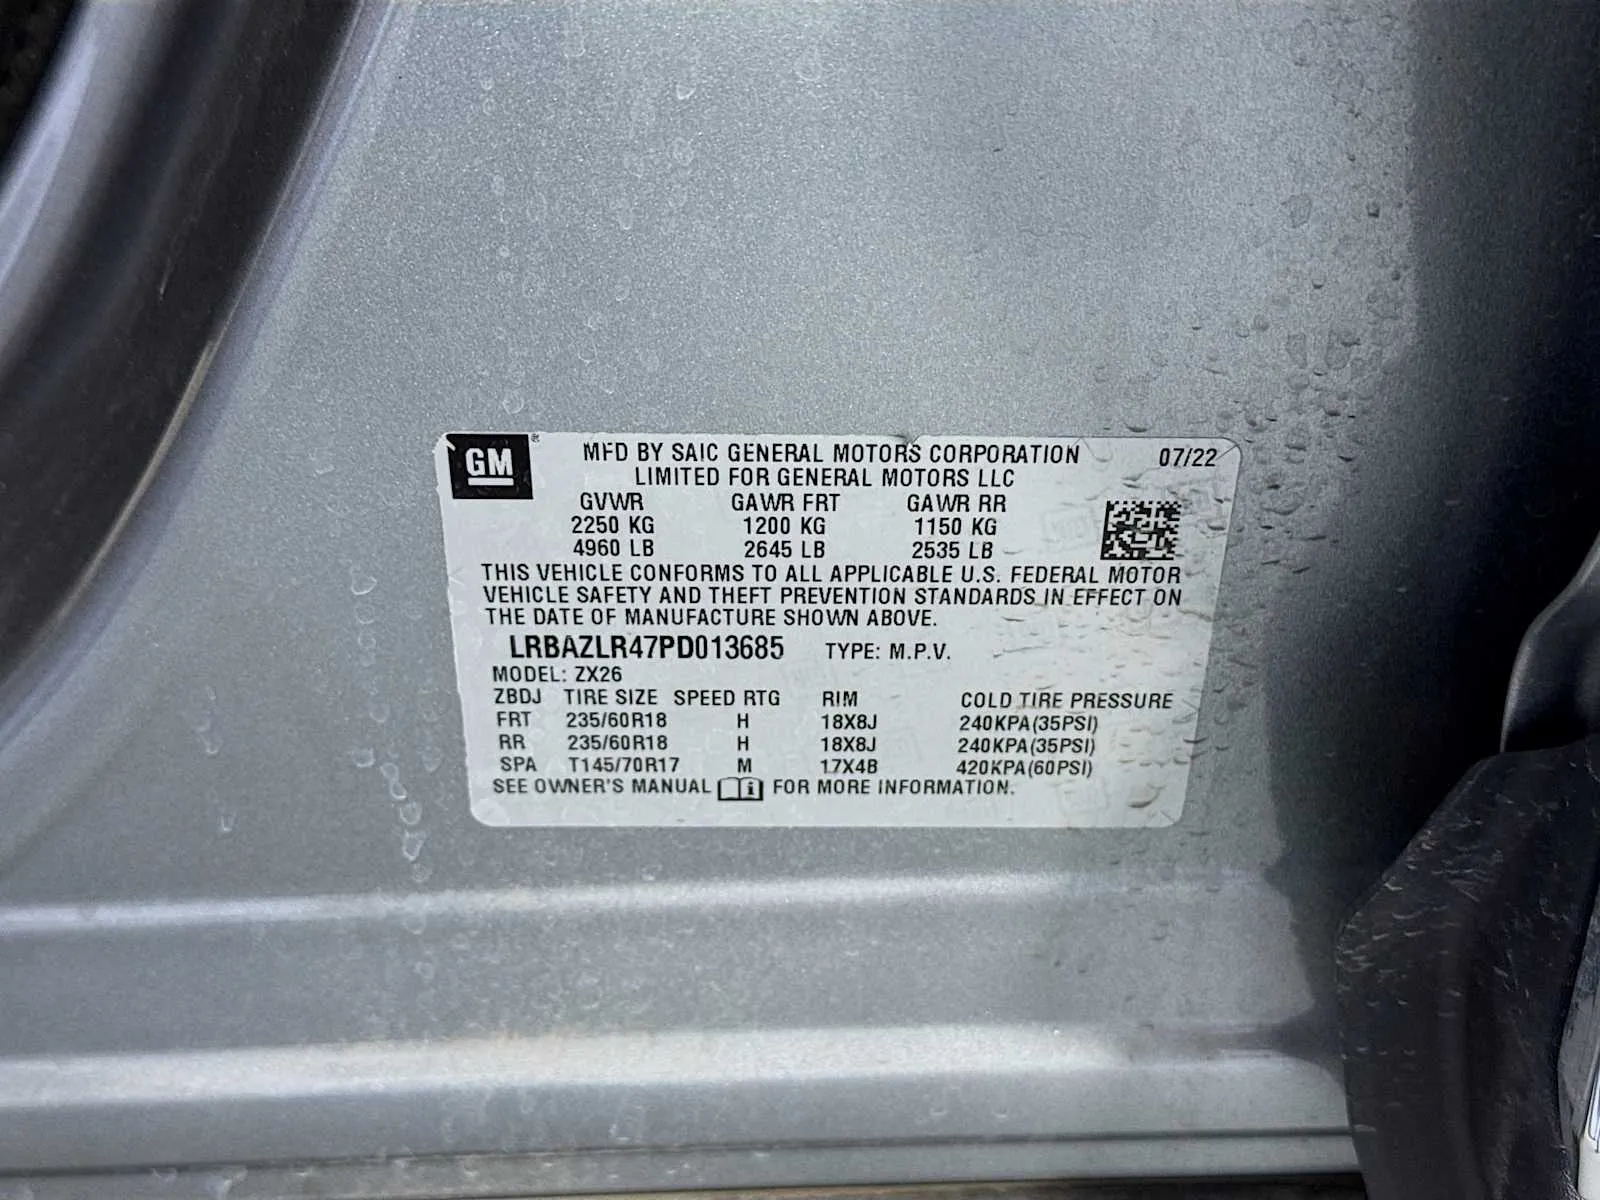 GM ® MFD BY SAIC GENERAL MOTORS CORPORATION 07/22
LIMITED FOR GENERAL MOTORS LLC
GVWR GAWR FRT GAWR RR
2250 KG 1200 KG 1150 KG
4960 LB 2645 LB 2535 LB
THIS VEHICLE CONFORMS TO ALL APPLICABLE U.S. FEDERAL MOTOR
VEHICLE SAFETY AND THEFT PREVENTION STANDARDS IN EFFECT ON
THE DATE OF MANUFACTURE SHOWN ABOVE.
LRBAZLR47PD013685 TYPE: M.P.V.
MODEL: ZX26
ZBDJ TIRE SIZE SPEED RTG RIM COLD TIRE PRESSURE
FRT 235/60R18 H 18X8J 240KPA(35PSI)
RR 235/60R18 H 18X8J 240KPA(35PSI)
SPA T145/70R17 M 17X4B 420KPA(60PSI)
SEE OWNER'S MANUAL i FOR MORE INFORMATION.